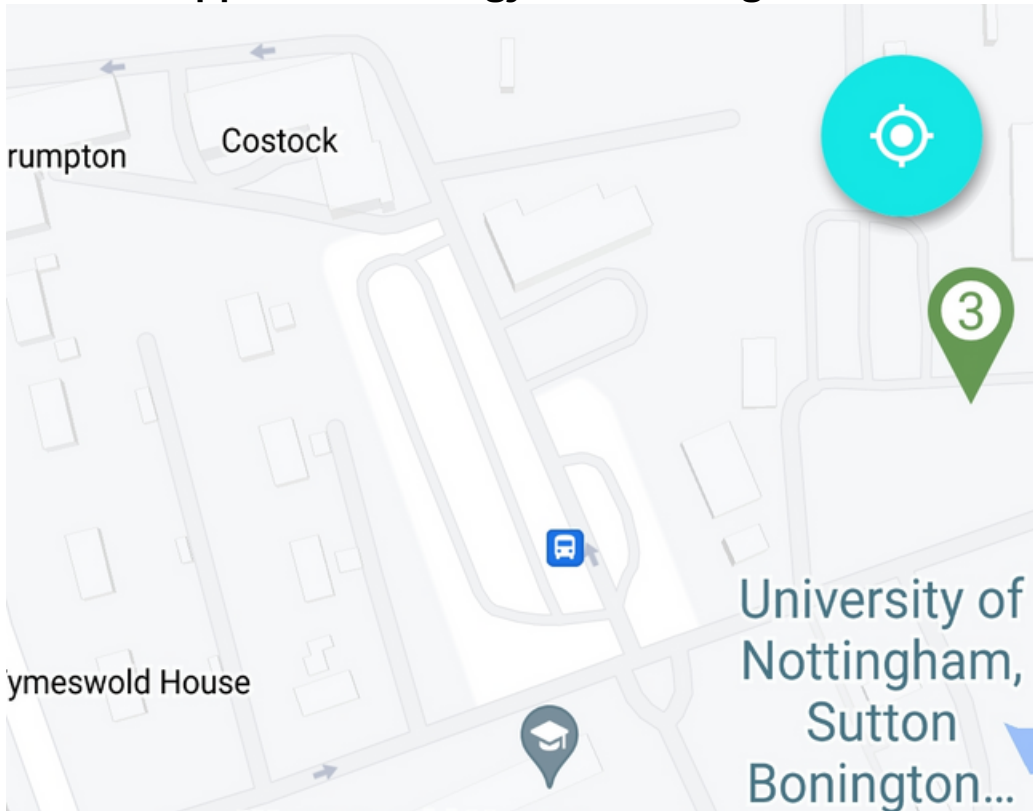 Costock
rumpton
3
University of
Nottingham,
Sutton
Bonington...
ymeswold House